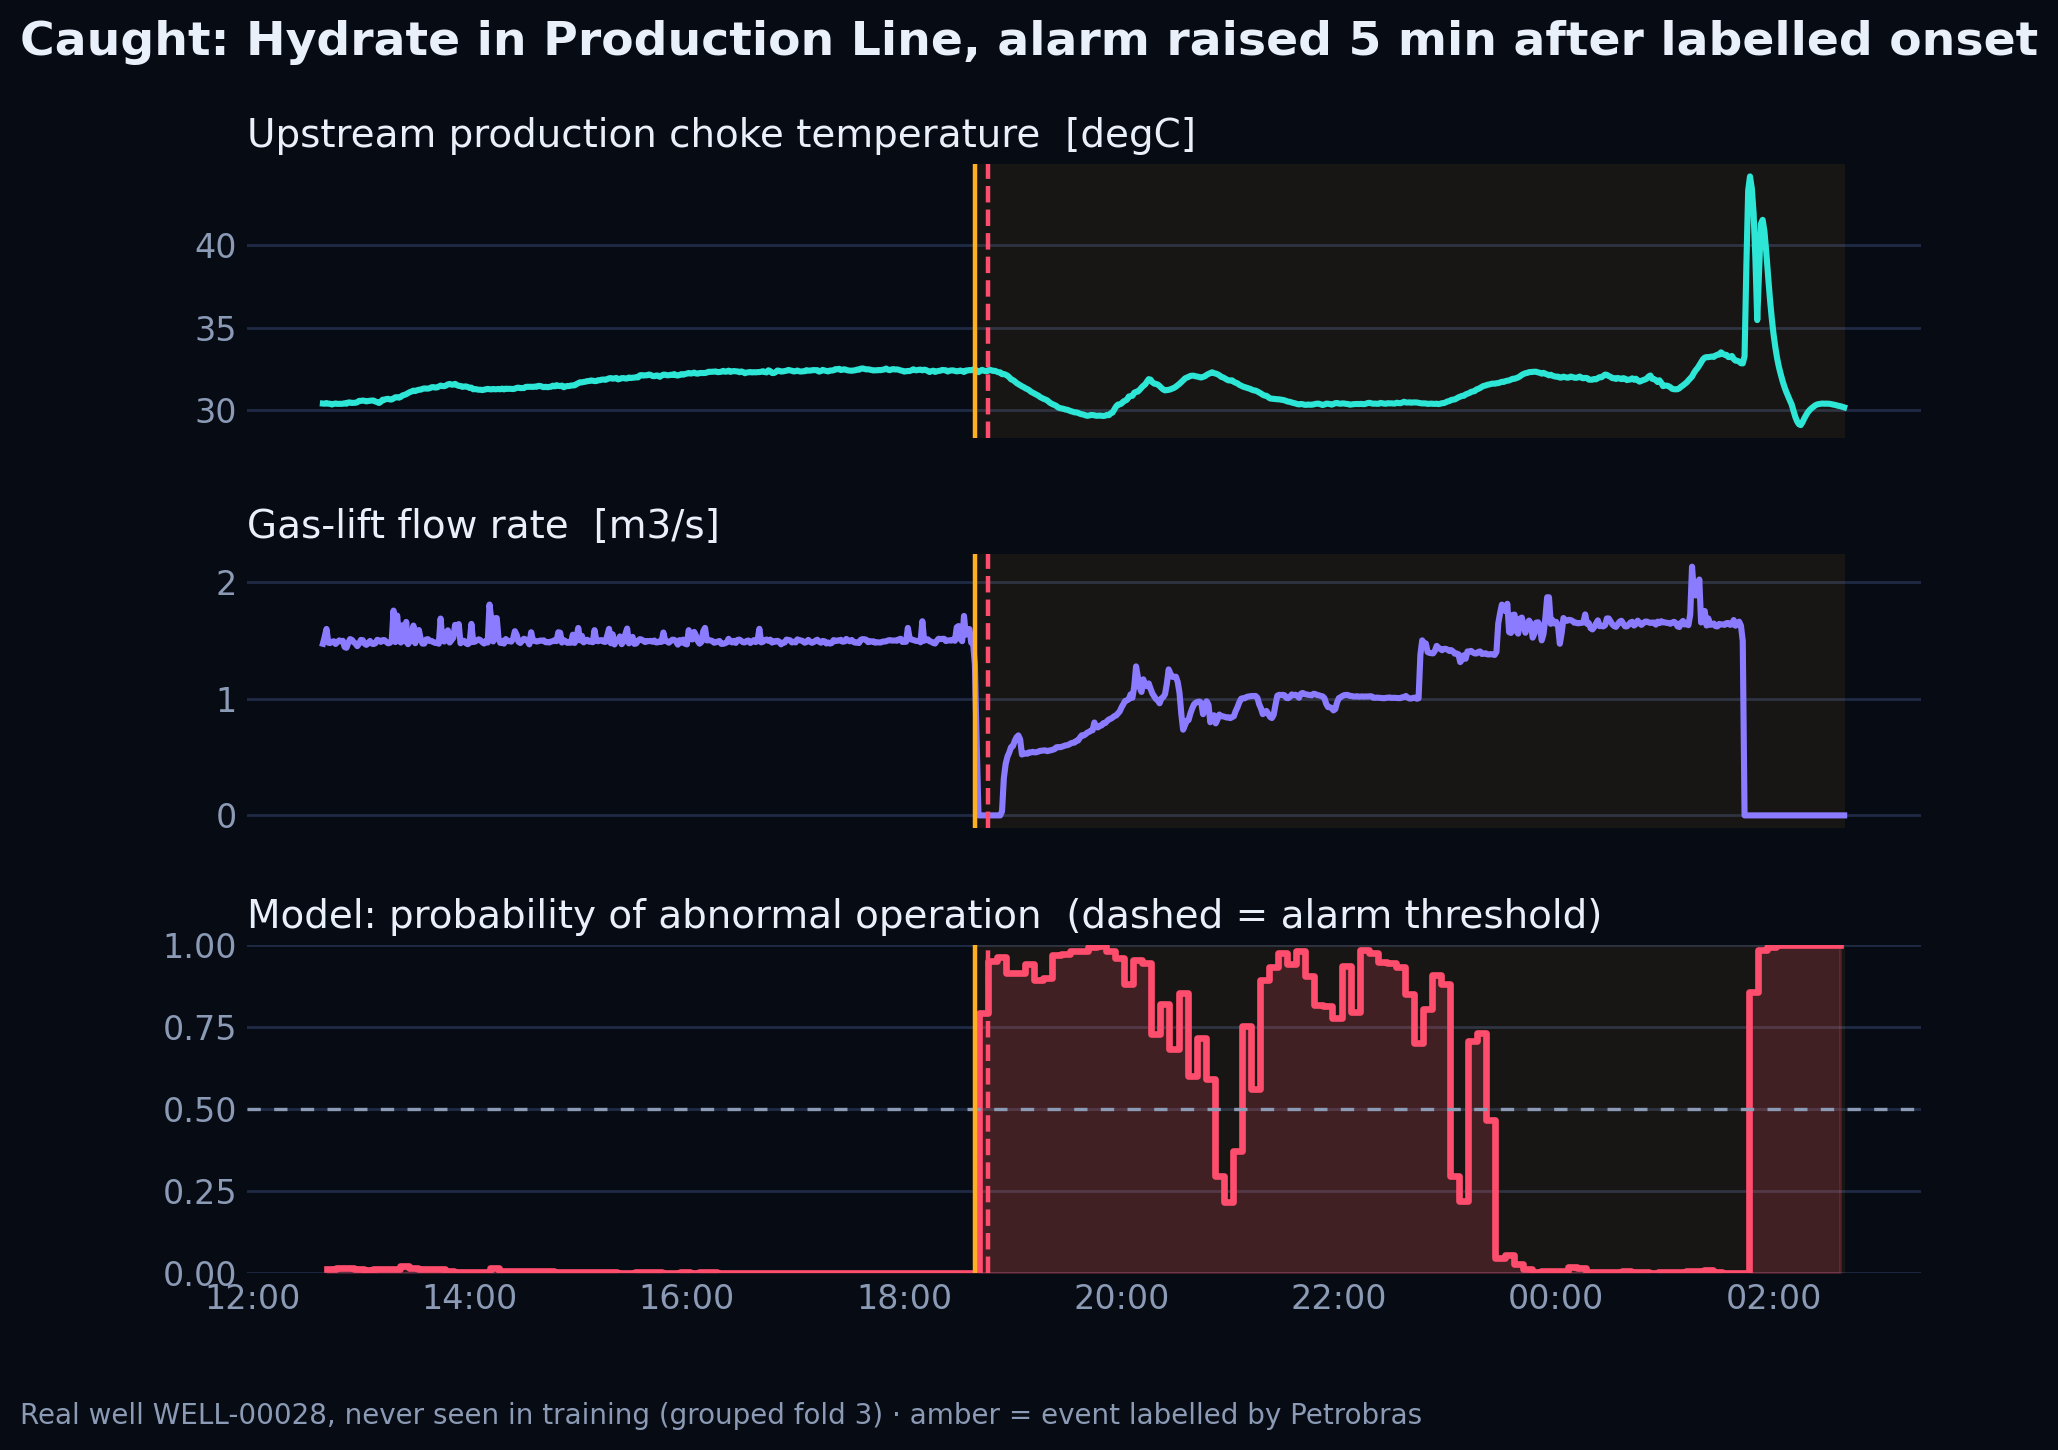 Caught: Hydrate in Production Line, alarm raised 5 min after labelled onset
Upstream production choke temperature  [degC]
40
35
30
Gas-lift flow rate  [m3/s]
2
1
0
Model: probability of abnormal operation  (dashed = alarm threshold)
1.00
0.75
0.50
0.25
0.00
12:00 14:00 16:00 18:00 20:00 22:00 00:00 02:00
Real well WELL-00028, never seen in training (grouped fold 3) · amber = event labelled by Petrobras